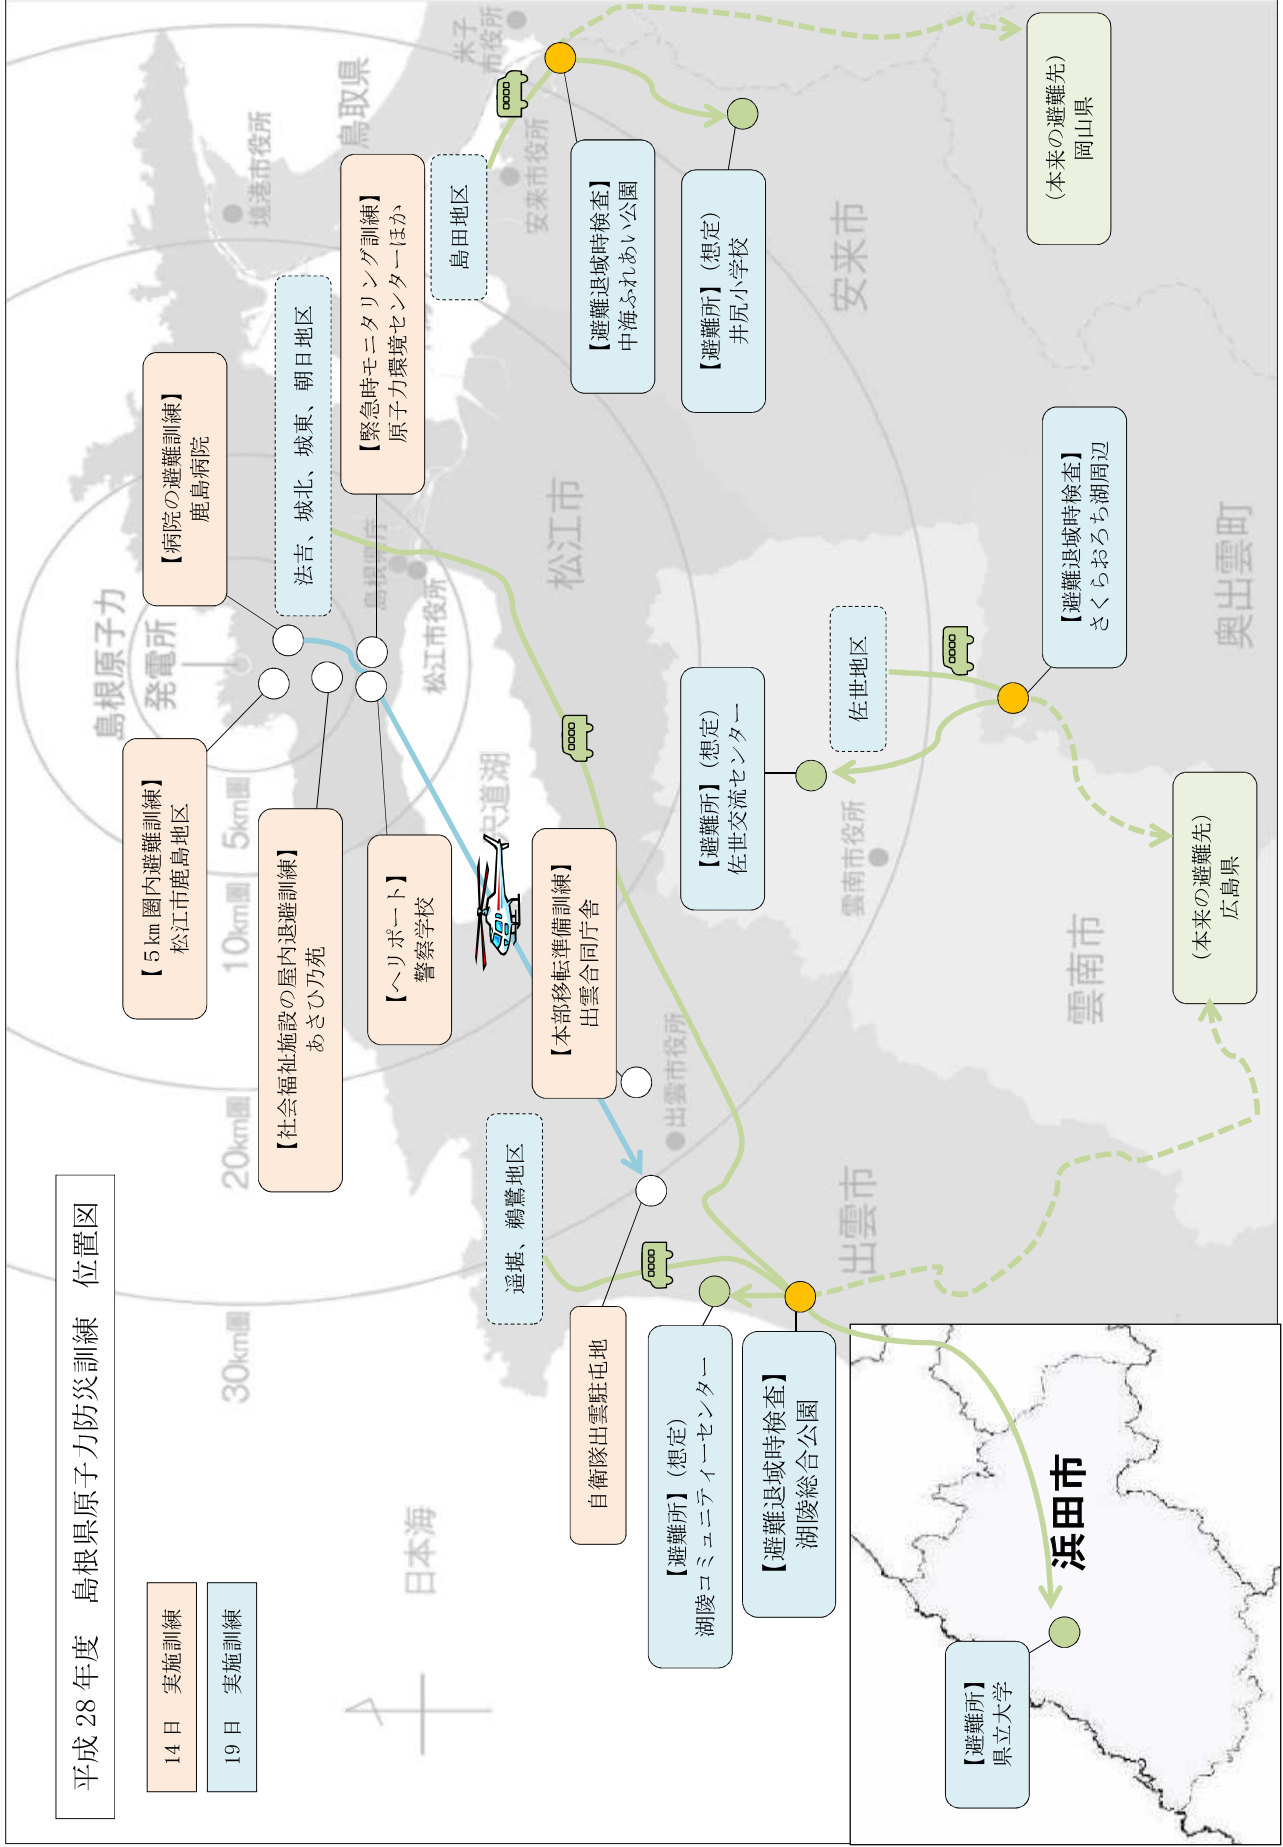 平成 28 年度　島根県原子力防災訓練　位置図
14 日　実施訓練
19 日　実施訓練
日本海
30km圏
20km圏
10km圏
5km圏
島根原子力
発電所
【５km 圏内避難訓練】
松江市鹿島地区
【社会福祉施設の屋内退避訓練】
あさひ乃苑
【ヘリポート】
警察学校
【病院の避難訓練】
鹿島病院
法吉、城北、城東、朝日地区
【緊急時モニタリング訓練】
原子力環境センターほか
島田地区
境港市役所
鳥取県
米子
市役所
安来市役所
島根県庁
松江市役所
松江市
安来市
【避難退域時検査】
中海ふれあい公園
【避難所】（想定）
井尻小学校
（本来の避難先）
岡山県
【本部移転準備訓練】
出雲合同庁舎
出雲市役所
遥堪、鵜鷺地区
自衛隊出雲駐屯地
【避難所】（想定）
湖陵コミュニティーセンター
【避難退域時検査】
湖陵総合公園
出雲市
【避難所】（想定）
佐世交流センター
佐世地区
雲南市役所
雲南市
【避難退域時検査】
さくらおろち湖周辺
奥出雲町
（本来の避難先）
広島県
浜田市
【避難所】
県立大学